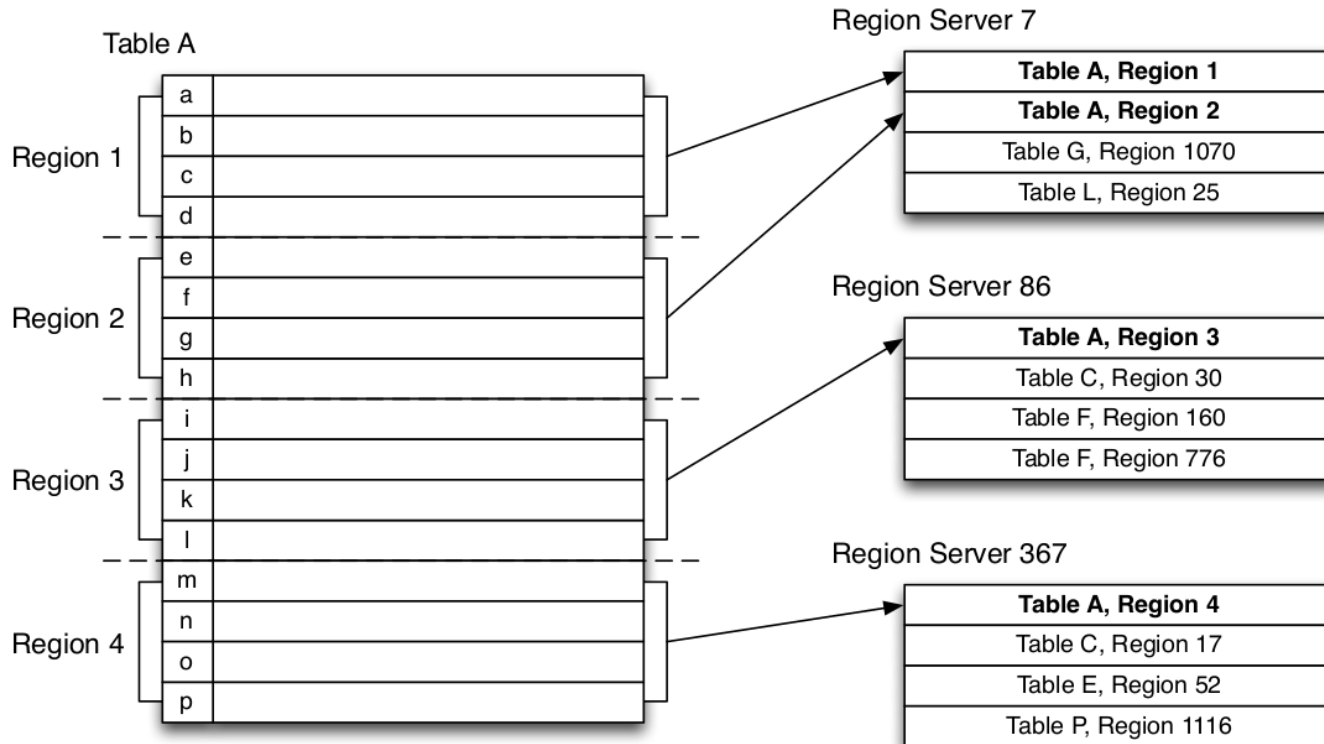 Table A
Region 1
a
b
c
d
Region 2
e
f
g
h
Region 3
i
j
k
l
Region 4
m
n
o
p
Region Server 7
Table A, Region 1
Table A, Region 2
Table G, Region 1070
Table L, Region 25
Region Server 86
Table A, Region 3
Table C, Region 30
Table F, Region 160
Table F, Region 776
Region Server 367
Table A, Region 4
Table C, Region 17
Table E, Region 52
Table P, Region 1116